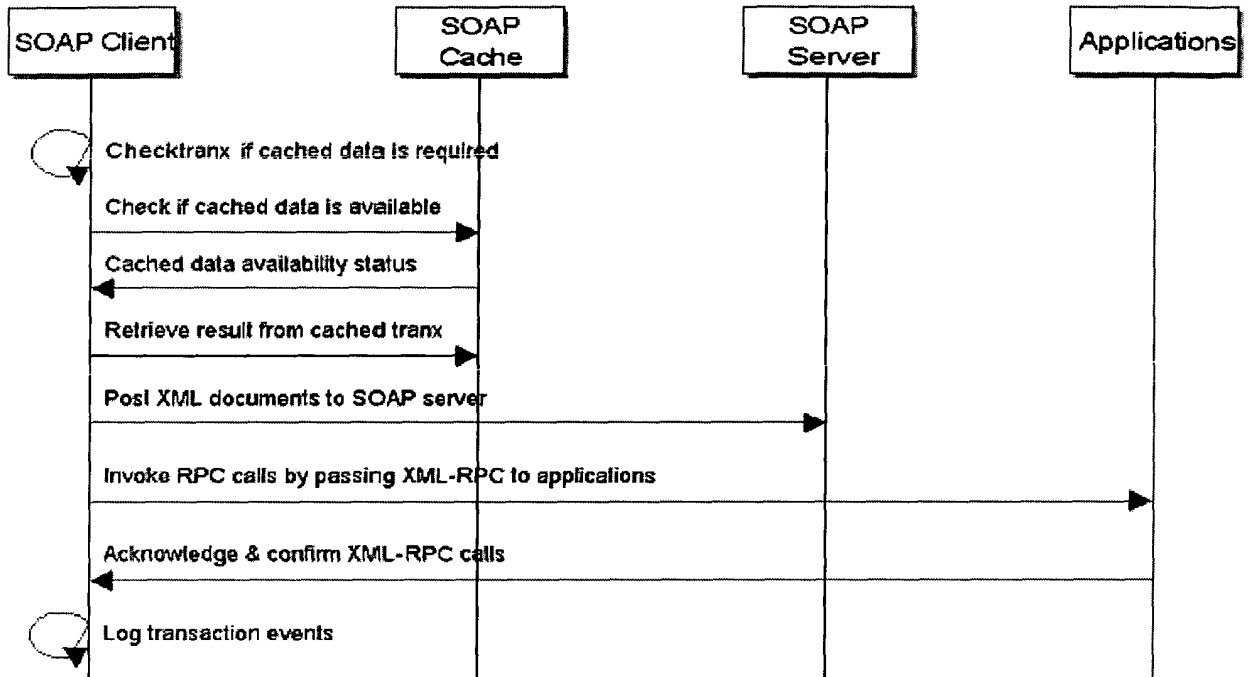 SOAP Client
SOAP
Cache
SOAP
Server
Applications
Checktranx if cached data is required
Check if cached data is available
Cached data availability status
Retrieve result from cached tranx
Post XML documents to SOAP server
Invoke RPC calls by passing XML-RPC to applications
Acknowledge & confirm XML-RPC calls
Log transaction events